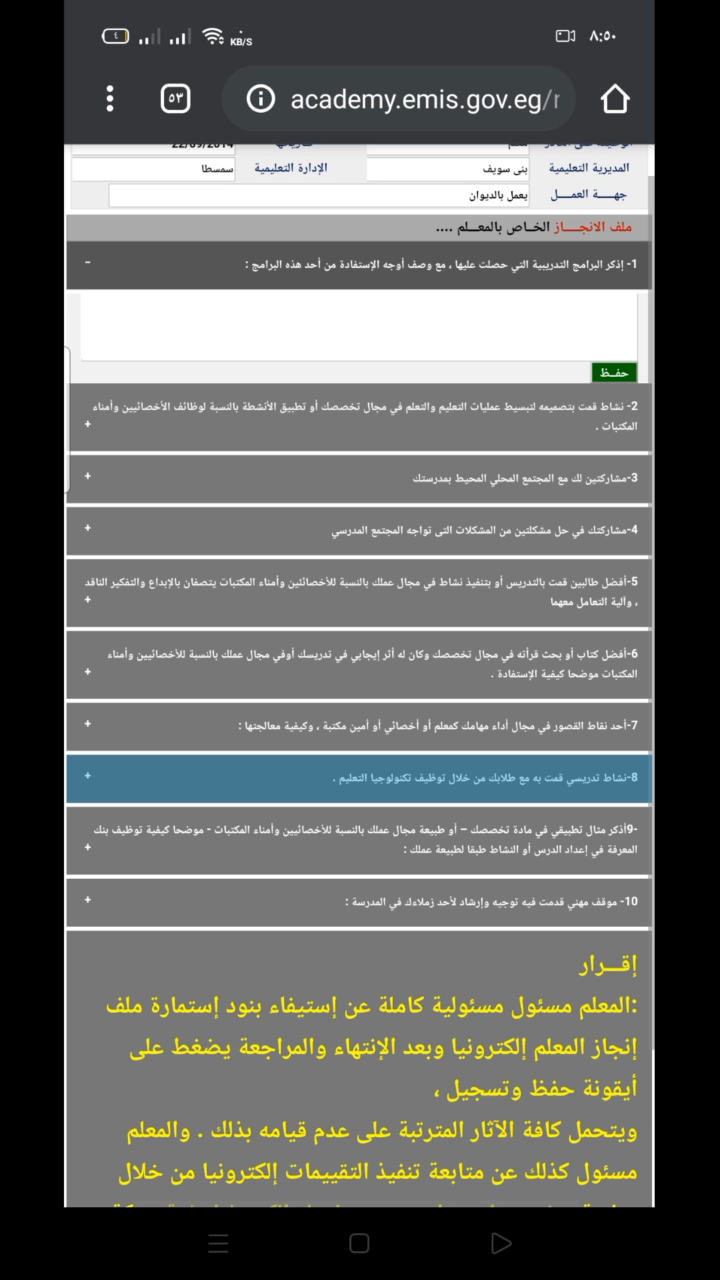 ٨:٥٠
KB/S
٤
academy.emis.gov.eg/r
٥٣
22/09/2014
المديرية التعليمية بنى سويف الإدارة التعليمية سمسطا
جهـــــة العمـــــل يعمل بالديوان
ملف الانجــــاز الخـاص بالمعـــلم ....
1- إذكر البرامج التدريبية التي حصلت عليها ، مع وصف أوجه الإستفادة من أحد هذه البرامج : −
حفــظ
2- نشاط قمت بتصميمه لتبسيط عمليات التعليم والتعلم في مجال تخصصك أو تطبيق الأنشطة بالنسبة لوظائف الأخصائيين وأمناء
المكتبات . +
3-مشاركتين لك مع المجتمع المحلي المحيط بمدرستك +
4-مشاركتك في حل مشكلتين من المشكلات التى تواجه المجتمع المدرسي +
5-أفضل طالبين قمت بالتدريس أو بتنفيذ نشاط في مجال عملك بالنسبة للأخصائين وأمناء المكتبات يتصفان بالإبداع والتفكير الناقد
، وآلية التعامل معهما +
6-أفضل كتاب أو بحث قرأته في مجال تخصصك وكان له أثر إيجابي في تدريسك أوفي مجال عملك بالنسبة للأخصائيين وأمناء
المكتبات موضحا كيفية الإستفادة . +
7-أحد نقاط القصور في مجال أداء مهامك كمعلم أو أخصائي أو أمين مكتبة ، وكيفية معالجتها : +
8-نشاط تدريسي قمت به مع طلابك من خلال توظيف تكنولوجيا التعليم . +
-9أذكر مثال تطبيقي في مادة تخصصك – أو طبيعة مجال عملك بالنسبة للأخصائيين وأمناء المكتبات - موضحا كيفية توظيف بنك
المعرفة في إعداد الدرس أو النشاط طبقا لطبيعة عملك : +
10- موقف مهني قدمت فيه توجيه وإرشاد لأحد زملاءك في المدرسة : +
إقـــرار
:المعلم مسئول مسئولية كاملة عن إستيفاء بنود إستمارة ملف
إنجاز المعلم إلكترونيا وبعد الإنتهاء والمراجعة يضغط على
أيقونة حفظ وتسجيل ،
ويتحمل كافة الآثار المترتبة على عدم قيامه بذلك . والمعلم
مسئول كذلك عن متابعة تنفيذ التقييمات إلكترونيا من خلال